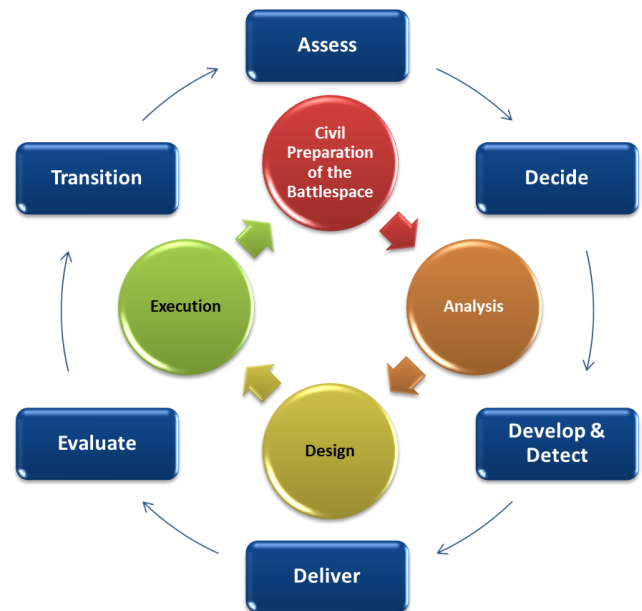 Assess
Civil
Preparation
of the
Battlespace
Transition
Decide
Execution
Analysis
Evaluate
Design
Develop &
Detect
Deliver